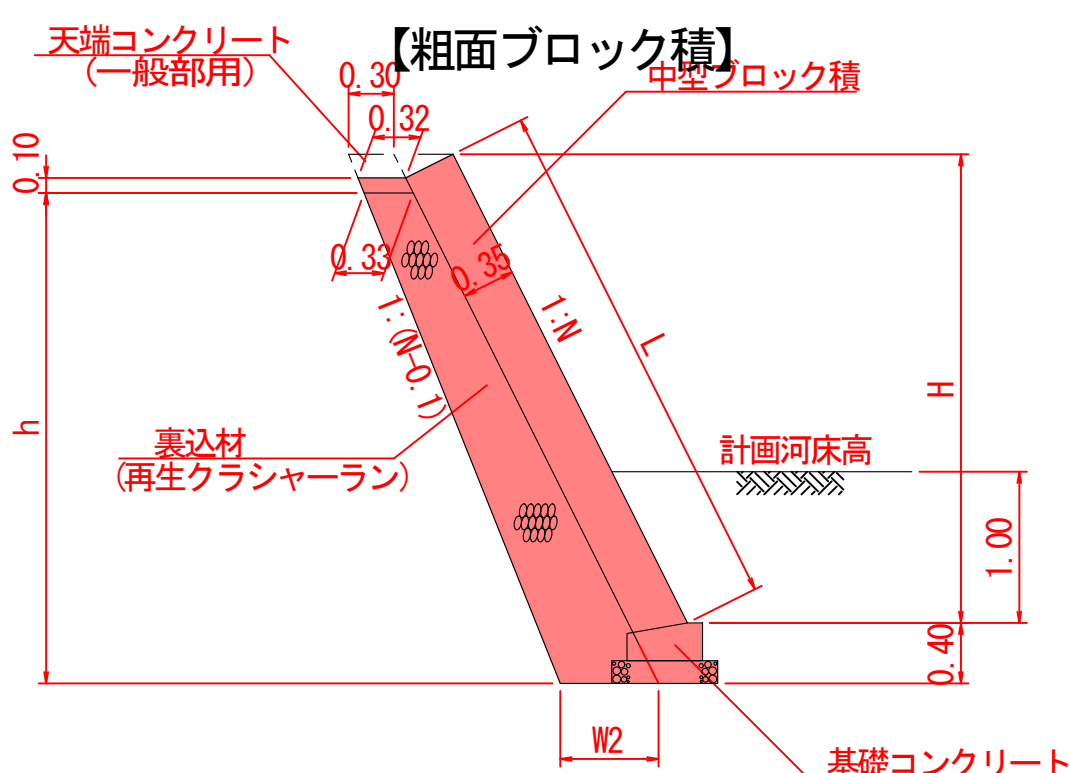 【粗面ブロック積】
天端コンクリート
(一般部用)
0.30
中型ブロック積
0.32
0.10
0.33
0.35
1:N
1:(N-0.1)
L
H
h
裏込材
(再生クラシャーラン)
計画河床高
1.00
0.40
W2
基礎コンクリート